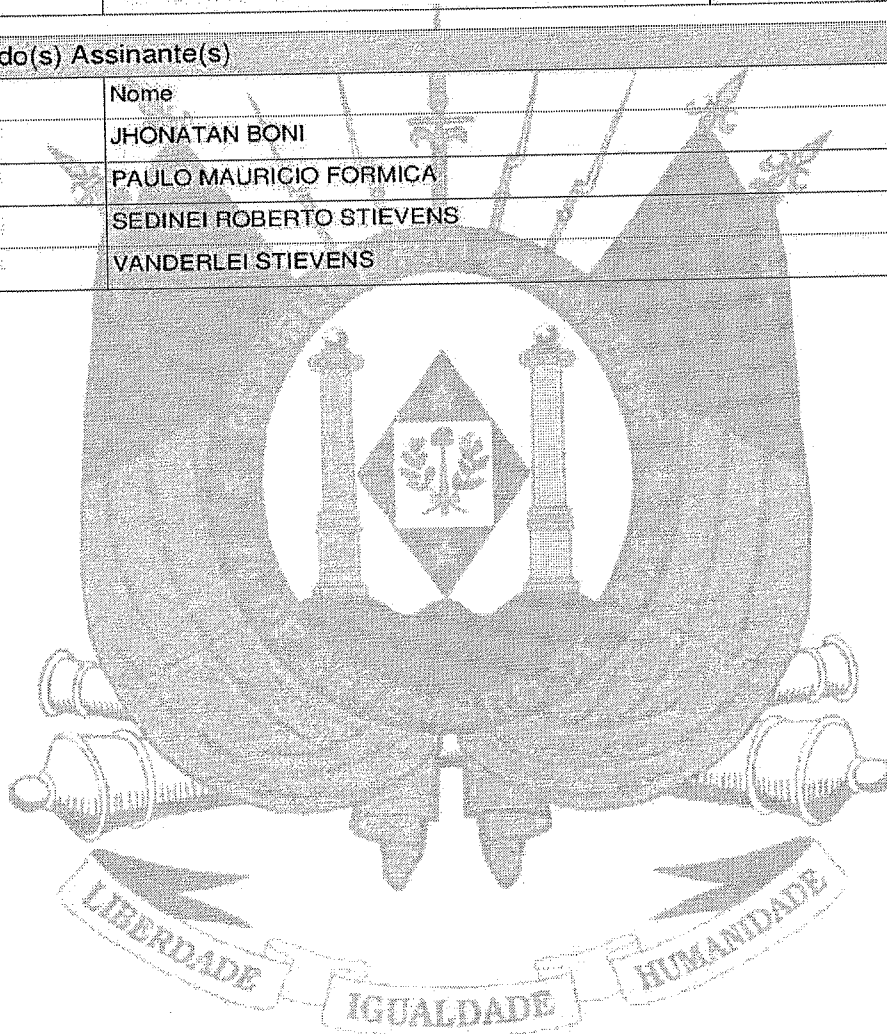 do(s) Assinante(s)
Nome
JHONATAN BONI
PAULO MAURICIO FORMICA
SEDINEI ROBERTO STIEVENS
VANDERLEI STIEVENS
LIBERDADE
IGUALDADE
HUMANIDADE